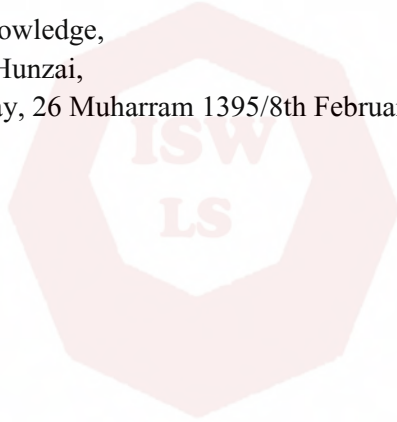 owledge,
Hunzai,
ay, 26 Muharram 1395/8th Februar
ISW
LS